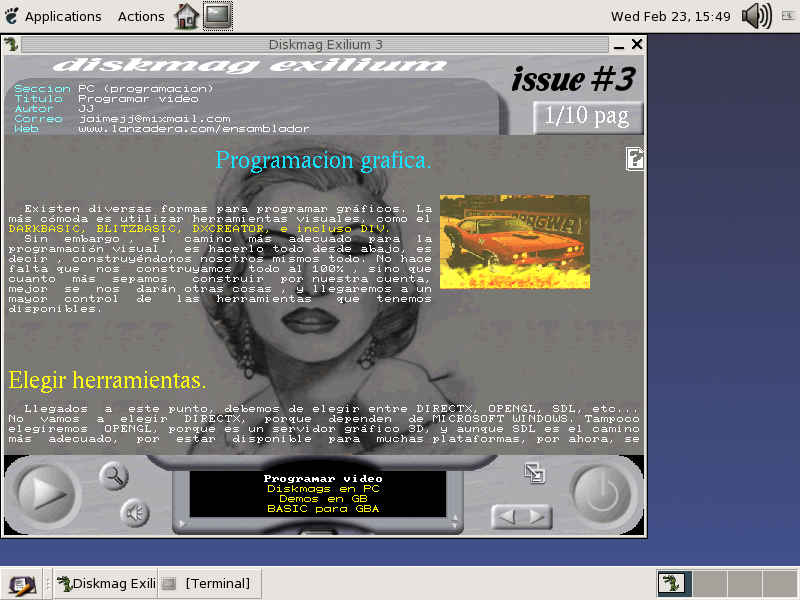 Applications Actions Wed Feb 23, 15:49
Diskmag Exilium 3
diskmag exilium
issue #3
Seccion PC (programacion)
Titulo Programar video
Autor JJ
Correo jaimejj@mixmail.com
Web www.lanzadera.com/ensamblador
1/10 pag
Programacion grafica.
Existen diversas formas para programar gráficos. La
más cómoda es utilizar herramientas visuales, como el
DARKBASIC, BLITZBASIC, DXCREATOR, e incluso DIV.
Sin embargo , el camino más adecuado para la
programación visual , es hacerlo todo desde abajo, es
decir , construyéndonos nosotros mismos todo. No hace
falta que nos construyamos todo al 100% , sino que
cuanto más sepamos construir por nuestra cuenta,
mejor se nos darán otras cosas , y llegaremos a un
mayor control de las herramientas que tenemos
disponibles.
Elegir herramientas.
Llegados a este punto, debemos de elegir entre DIRECTX, OPENGL, SDL, etc...
No vamos a elegir DIRECTX, porque dependen de MICROSOFT WINDOWS. Tampoco
elegiremos OPENGL, porque es un servidor gráfico 3D, y aunque SDL es el camino
más adecuado, por estar disponible para muchas plataformas, por ahora, se
Programar video
Diskmags en PC
Demos en GB
BASIC para GBA
Diskmag Exili [Terminal]